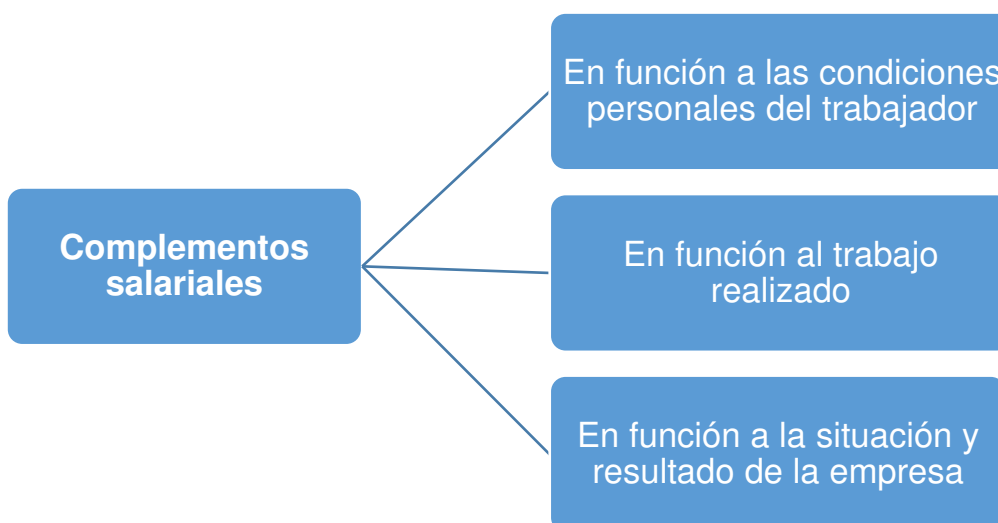 Complementos
salariales
En función a las condiciones
personales del trabajador
En función al trabajo
realizado
En función a la situación y
resultado de la empresa